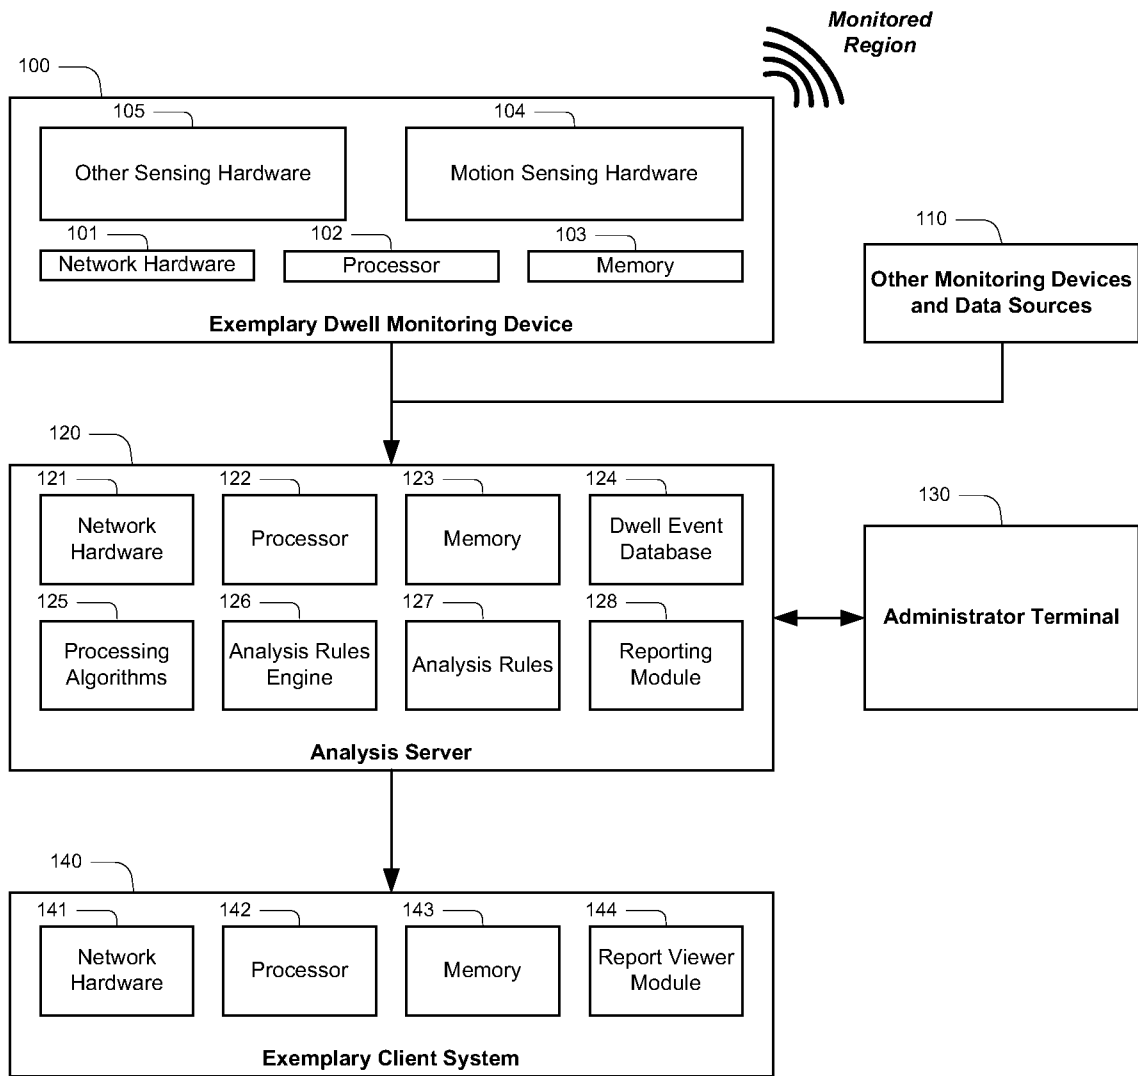 Monitored
Region
100
105
104
Other Sensing Hardware
Motion Sensing Hardware
101
102
103
Network Hardware
Processor
Memory
Exemplary Dwell Monitoring Device
110
Other Monitoring Devices
and Data Sources
120
121
122
123
124
Network
Hardware
Processor
Memory
Dwell Event
Database
125
126
127
128
Processing
Algorithms
Analysis Rules
Engine
Analysis Rules
Reporting
Module
Analysis Server
130
Administrator Terminal
140
141
142
143
144
Network
Hardware
Processor
Memory
Report Viewer
Module
Exemplary Client System